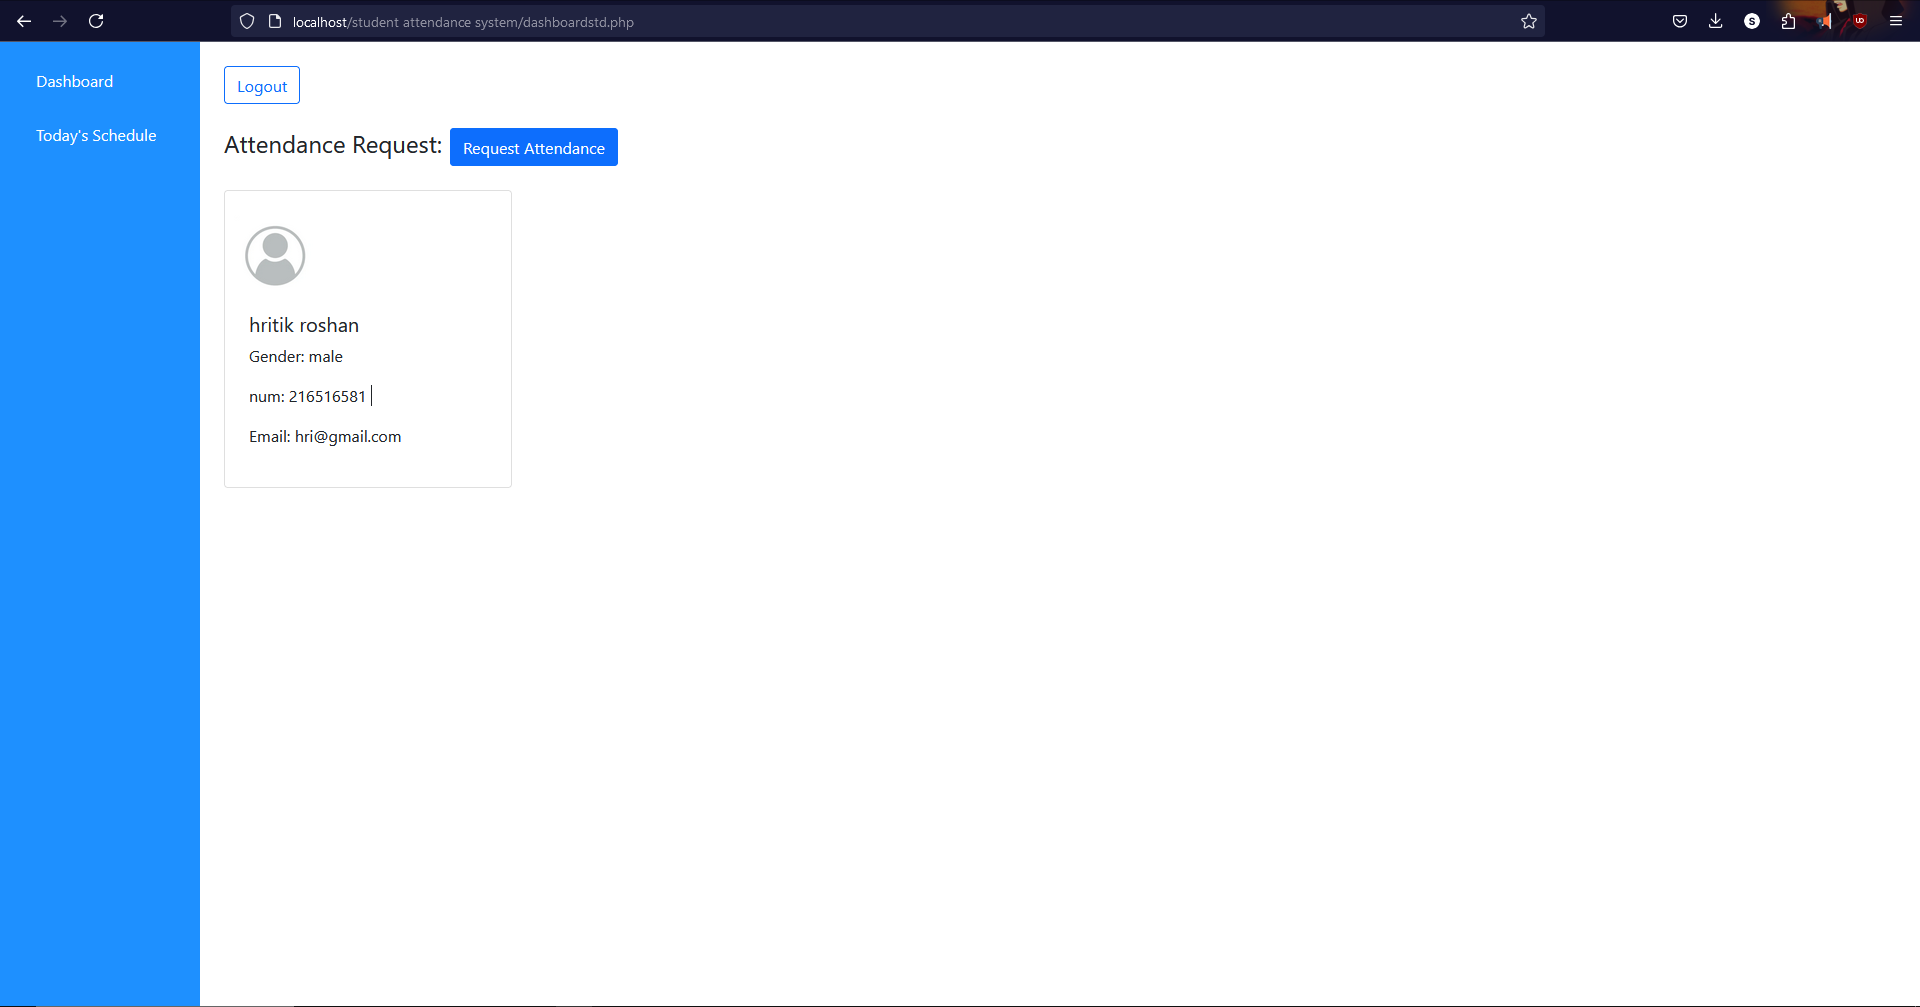 localhost/student attendance system/dashboardstd.php
S
UD
Dashboard
Today's Schedule
Logout
Attendance Request: Request Attendance
hritik roshan
Gender: male
num: 216516581
Email: hri@gmail.com